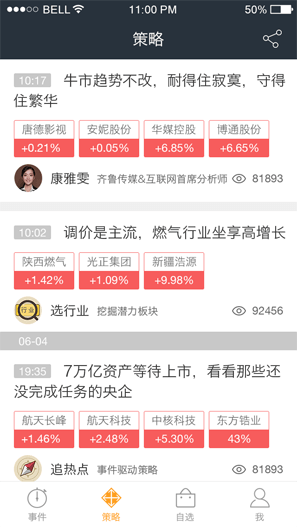 BELL 11:00 PM 50%
策略
10:17 牛市趋势不改，耐得住寂寞，守得
住繁华
唐德影视 安妮股份 华媒控股 博通股份
+0.21% +0.05% +6.85% +6.65%
康雅雯 齐鲁传媒&互联网首席分析师 81893
10:02 调价是主流，燃气行业坐享高增长
陕西燃气 光正集团 新疆浩源
+1.42% +1.09% +9.98%
行业
选行业 挖掘潜力板块 92456
06-04
19:35 7万亿资产等待上市，看看那些还
没完成任务的央企
航天长峰 航天科技 中核科技 东方锆业
+1.46% +2.48% +5.30% 43%
追热点 事件驱动策略 81893
事件 策略 自选 我